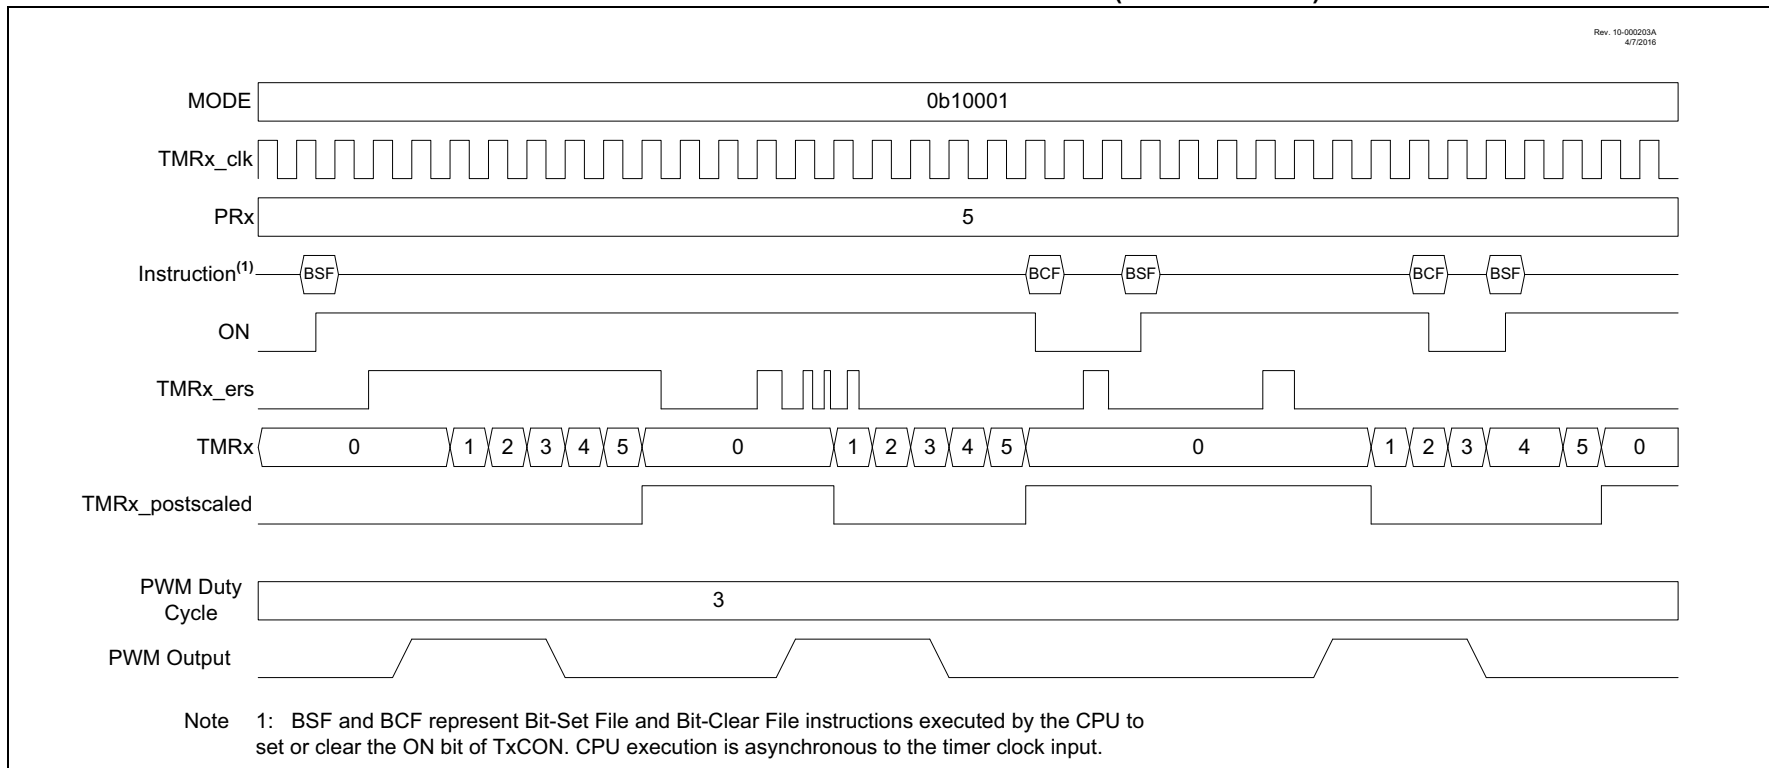 Rev. 10-000203A
4/7/2016
MODE 0b10001
TMRx_clk
PRx 5
Instruction(1) BSF BCF BSF BCF BSF
ON
TMRx_ers
TMRx 0 1 2 3 4 5 0 1 2 3 4 5 0 1 2 3 4 5 0
TMRx_postscaled
PWM Duty
Cycle 3
PWM Output
Note 1: BSF and BCF represent Bit-Set File and Bit-Clear File instructions executed by the CPU to
set or clear the ON bit of TxCON. CPU execution is asynchronous to the timer clock input.